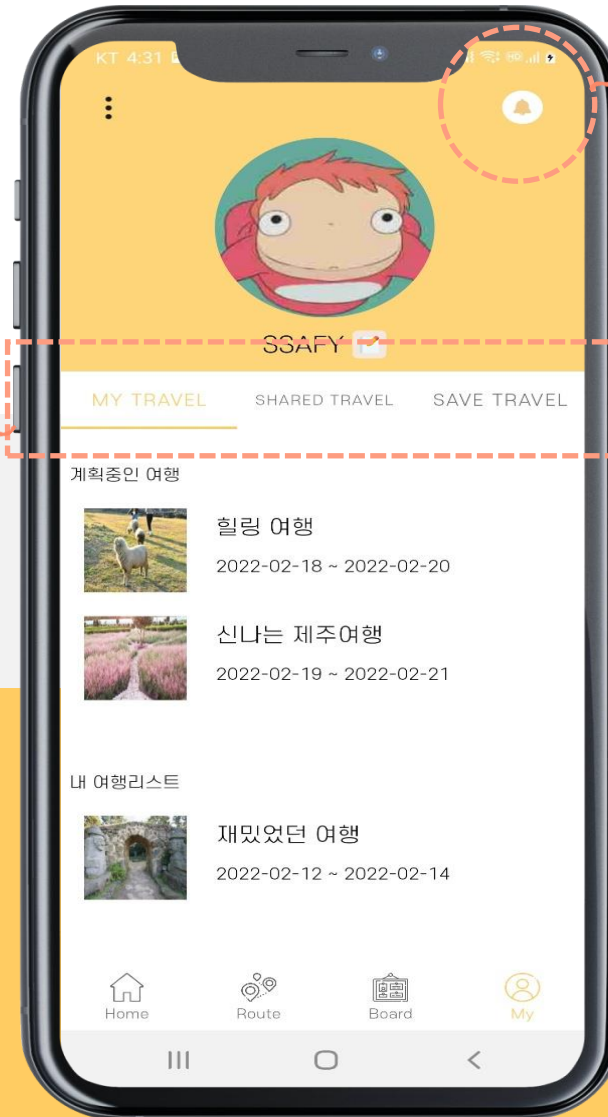 KT 4:31
SSAFY
MY TRAVEL SHARED TRAVEL SAVE TRAVEL
계획중인 여행
힐링 여행
2022-02-18 ~ 2022-02-20
신나는 제주여행
2022-02-19 ~ 2022-02-21
내 여행리스트
재밌었던 여행
2022-02-12 ~ 2022-02-14
Home Route Board My